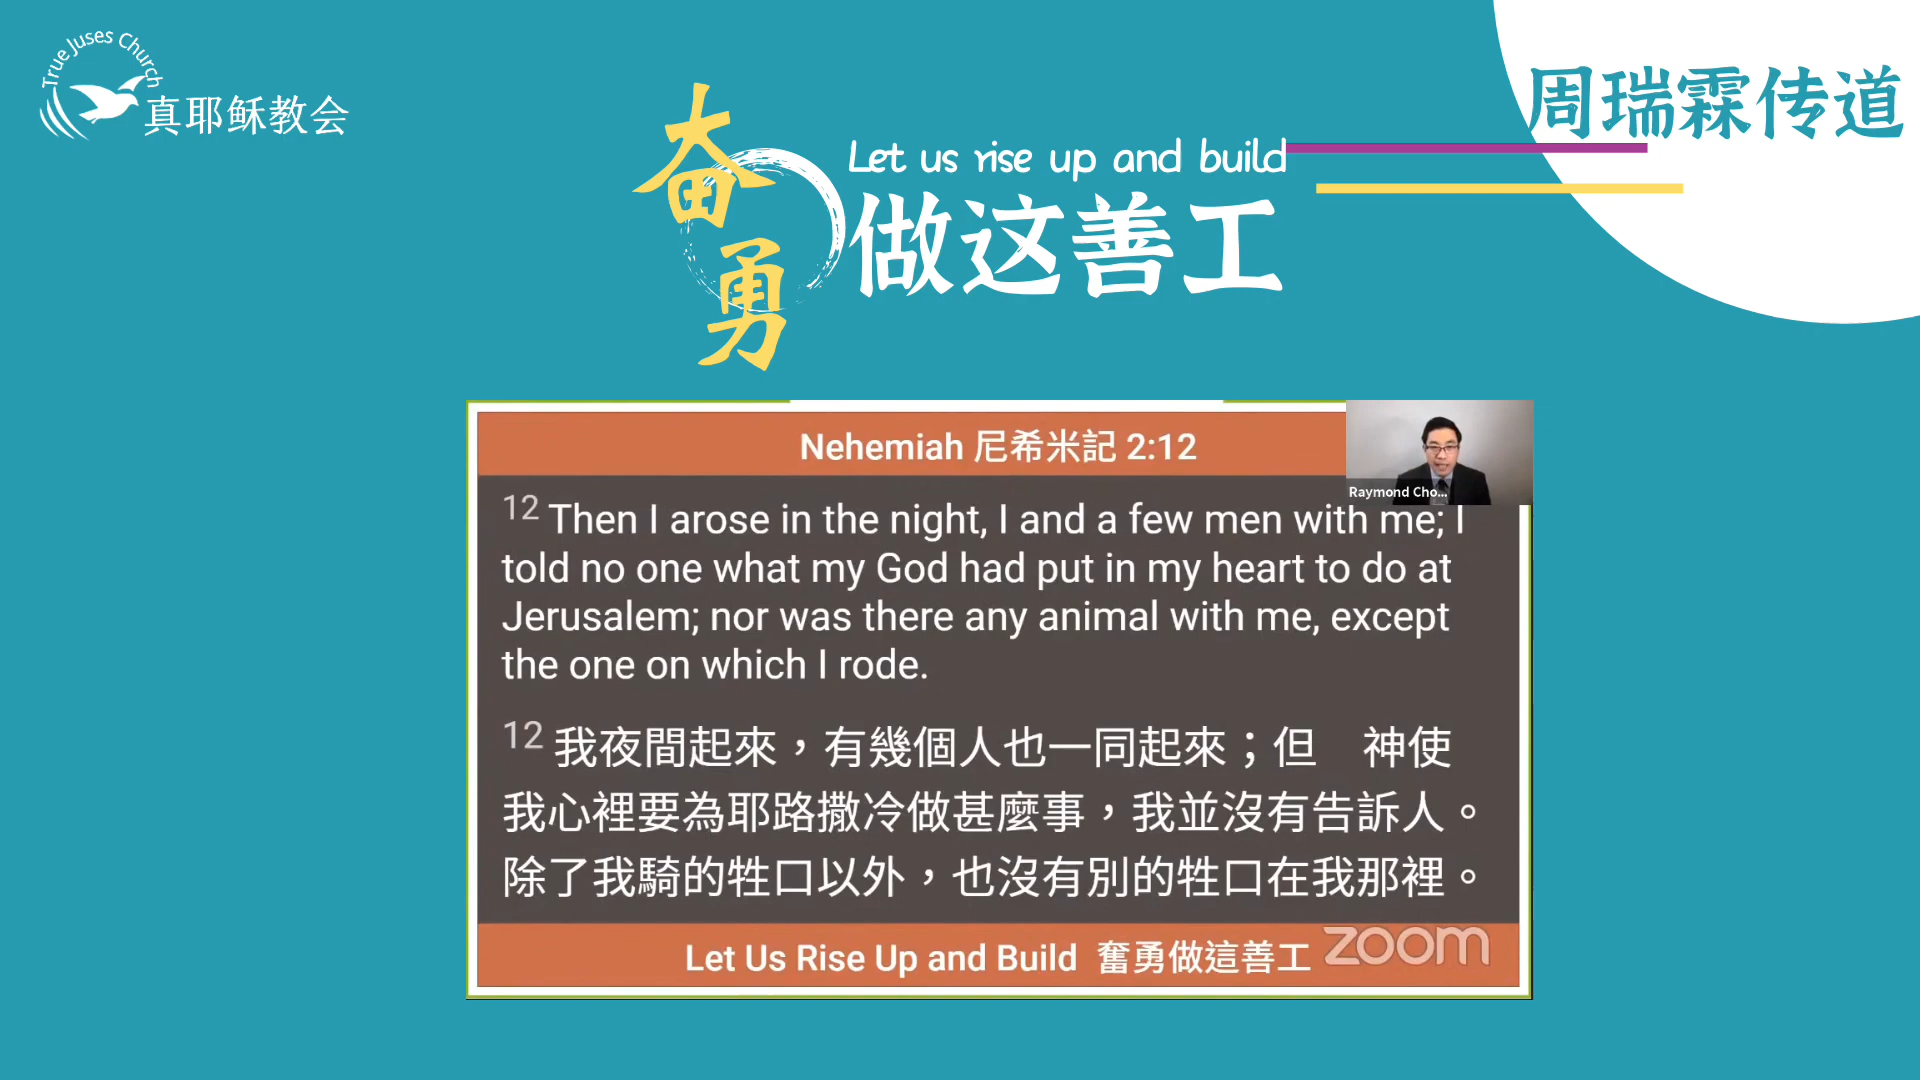 True Juses Church
真耶稣教会
周瑞霖传道
奋勇
Let us rise up and build
做这善工
Nehemiah 尼希米記 2:12
Raymond Cho...
12 Then I arose in the night, I and a few men with me; I
told no one what my God had put in my heart to do at
Jerusalem; nor was there any animal with me, except
the one on which I rode.
12 我夜間起來，有幾個人也一同起來；但　神使
我心裡要為耶路撒冷做甚麼事，我並沒有告訴人。
除了我騎的牲口以外，也沒有別的牲口在我那裡。
Let Us Rise Up and Build 奮勇做這善工
zoom